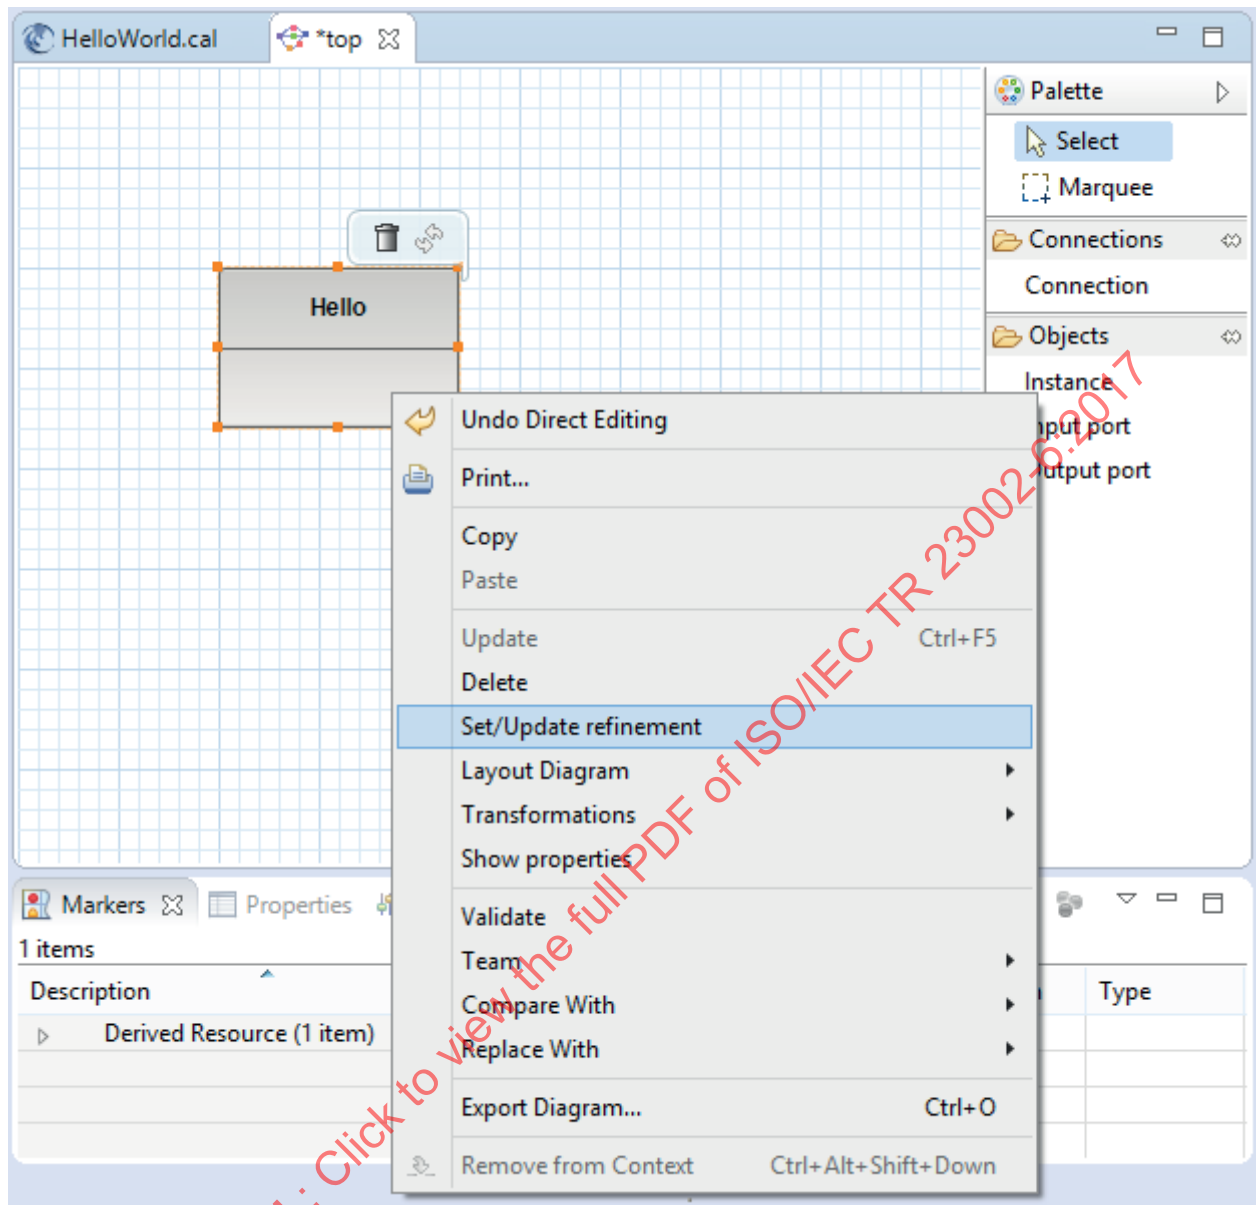 HelloWorld.cal
*top
Palette
Select
Marquee
Connections
Connection
Objects
Instance
Input port
Output port
Hello
Undo Direct Editing
Print...
Copy
Paste
Update Ctrl+F5
Delete
Set/Update refinement
Layout Diagram
Transformations
Show properties
Validate
Team
Compare With
Replace With
Export Diagram... Ctrl+O
Remove from Context Ctrl+Alt+Shift+Down
Markers
Properties
1 items
Description
Type
Derived Resource (1 item)
: Click to view the full PDF of ISO/IEC TR 23002-6:2017